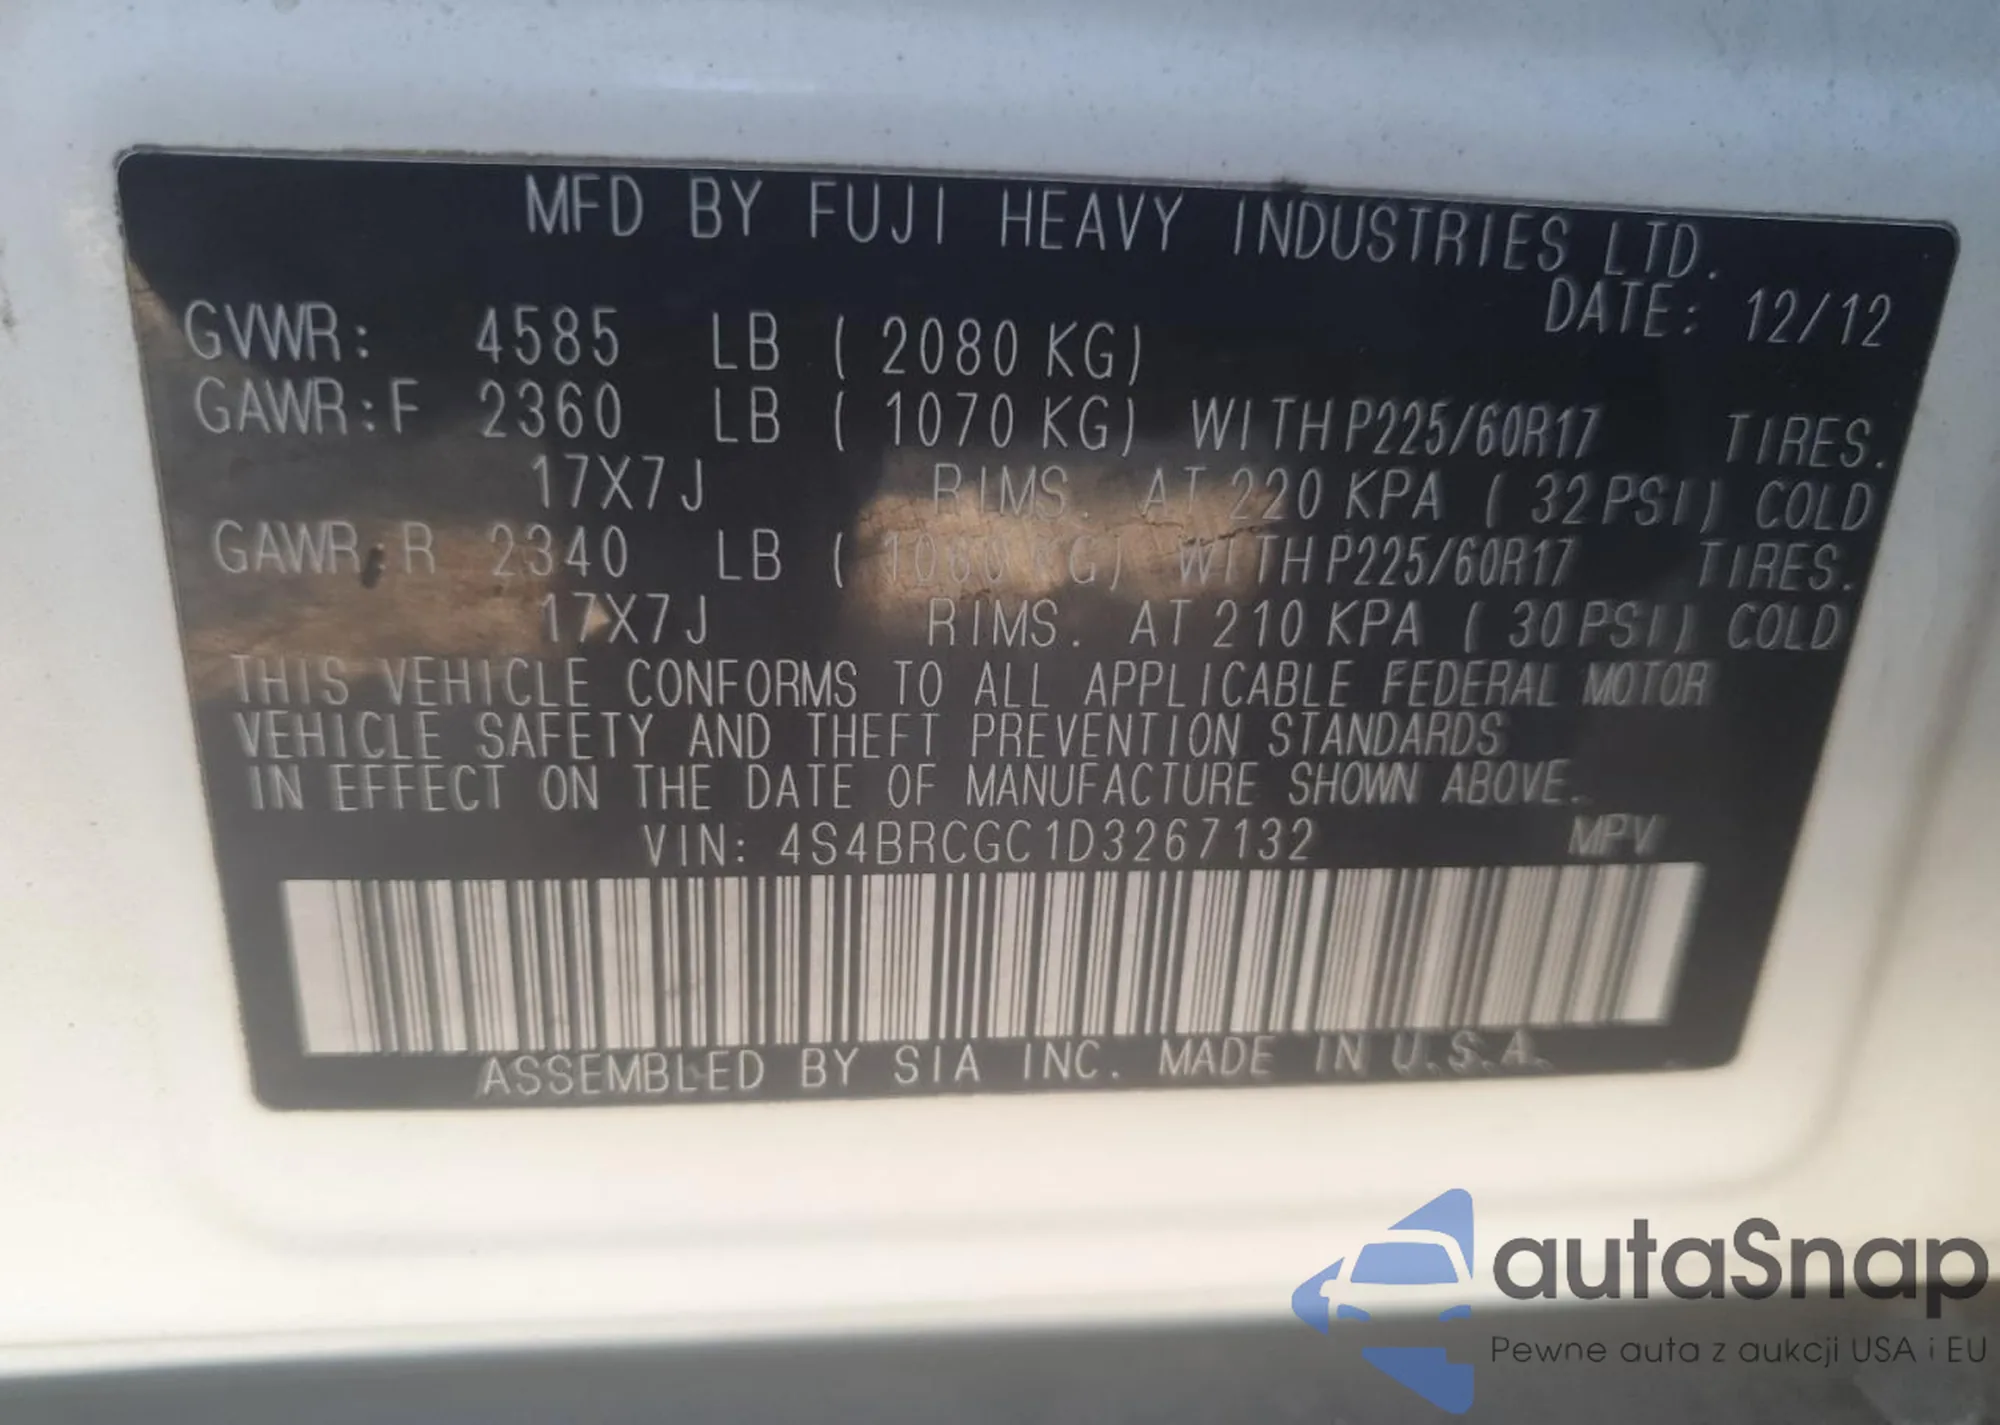 MFD BY FUJI HEAVY INDUSTRIES LTD.
DATE: 12/12
GVWR: 4585 LB ( 2080 KG)
GAWR:F 2360 LB ( 1070 KG) WITH P225/60R17 TIRES.
17X7J RIMS. AT 220 KPA ( 32PSI) COLD
GAWR:R 2340 LB ( 1080 KG) WITH P225/60R17 TIRES.
17X7J RIMS. AT 210 KPA ( 30PSI) COLD
THIS VEHICLE CONFORMS TO ALL APPLICABLE FEDERAL MOTOR
VEHICLE SAFETY AND THEFT PREVENTION STANDARDS
IN EFFECT ON THE DATE OF MANUFACTURE SHOWN ABOVE.
VIN: 4S4BRCGC1D3267132 MPV
ASSEMBLED BY SIA INC. MADE IN U.S.A.
autaSnap
Pewne auta z aukcji USA i EU